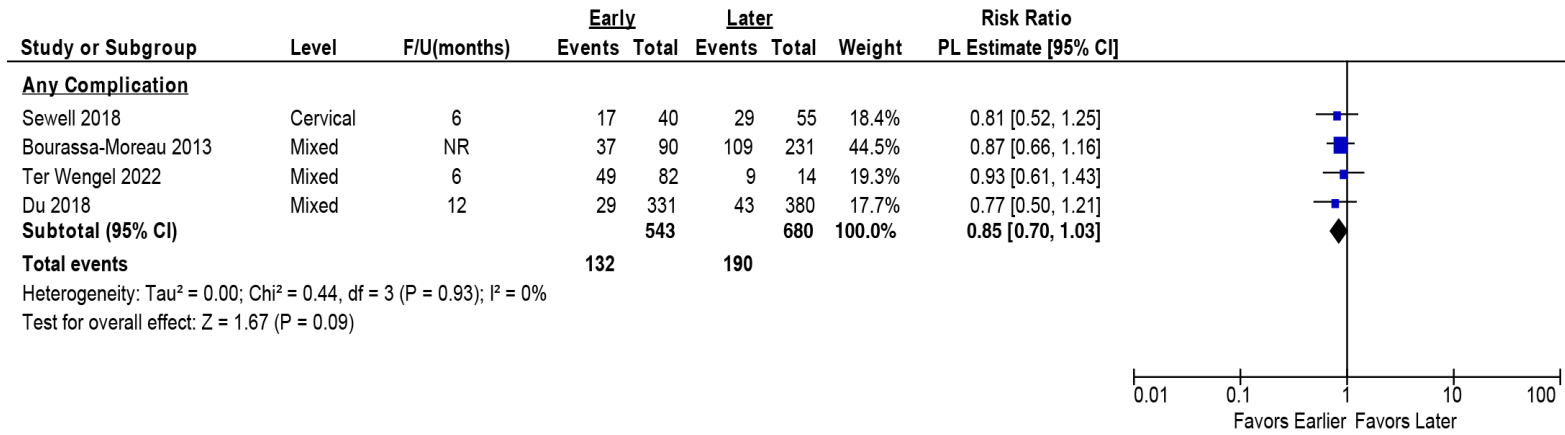 Early Later Risk Ratio
Study or Subgroup Level F/U(months) Events Total Events Total Weight PL Estimate [95% CI]
Any Complication
Sewell 2018 Cervical 6 17 40 29 55 18.4% 0.81 [0.52, 1.25]
Bourassa-Moreau 2013 Mixed NR 37 90 109 231 44.5% 0.87 [0.66, 1.16]
Ter Wengel 2022 Mixed 6 49 82 9 14 19.3% 0.93 [0.61, 1.43]
Du 2018 Mixed 12 29 331 43 380 17.7% 0.77 [0.50, 1.21]
Subtotal (95% CI) 543 680 100.0% 0.85 [0.70, 1.03]
Total events 132 190
Heterogeneity: Tau² = 0.00; Chi² = 0.44, df = 3 (P = 0.93); I² = 0%
Test for overall effect: Z = 1.67 (P = 0.09)
0.01 0.1 1 10 100
Favors Earlier Favors Later